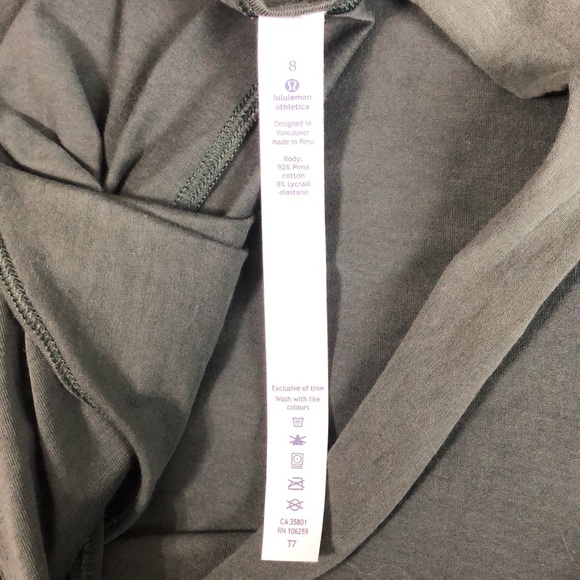 8
lululemon
athletica
Designed in
Vancouver
Made in Peru
Body:
92% Pima
cotton
8% Lycra®
elastane
Exclusive of trim
Wash with like
colours
CA 35801
RN 106259
T7